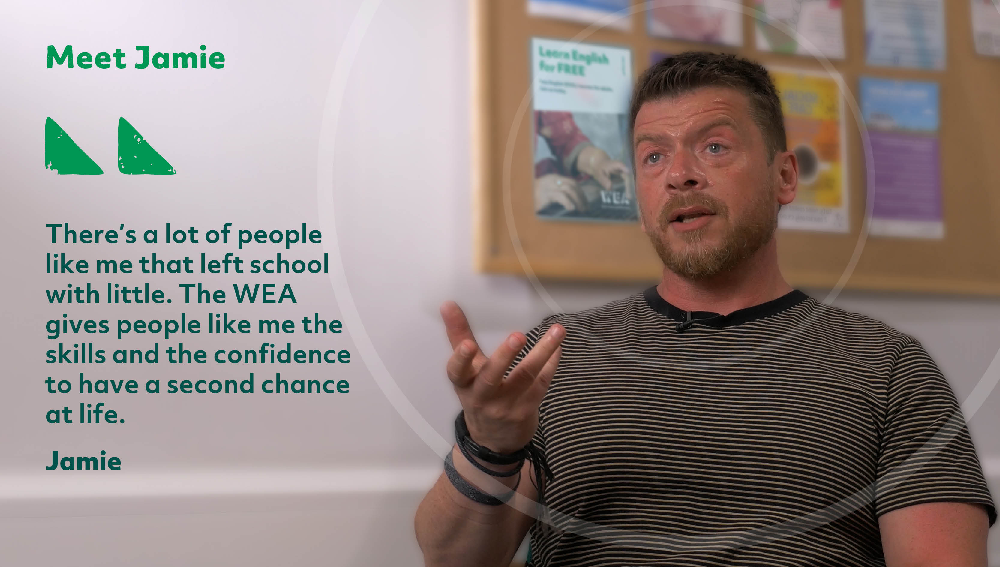 Meet Jamie
There’s a lot of people
like me that left school
with little. The WEA
gives people like me the
skills and the confidence
to have a second chance
at life.
Jamie
Learn English
for FREE
WEA